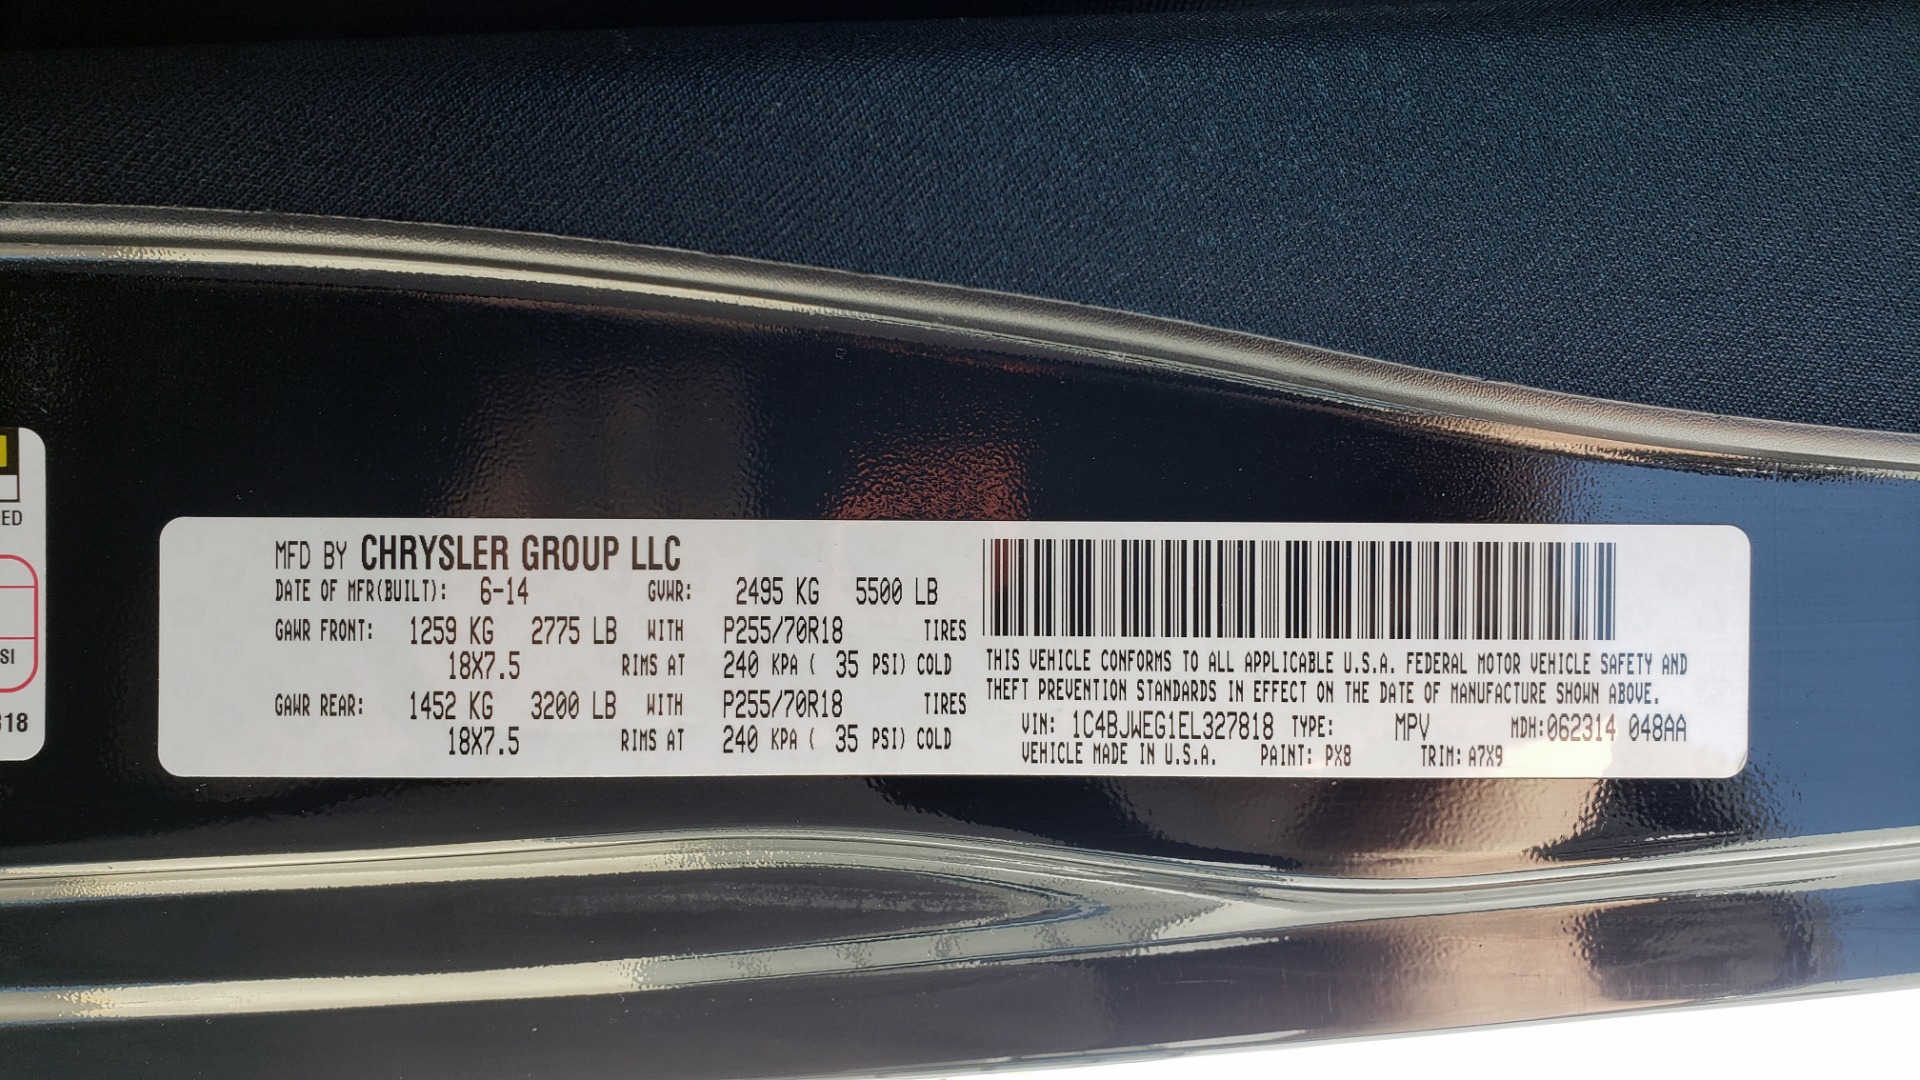 MFD BY CHRYSLER GROUP LLC
DATE OF MFR(BUILT): 6-14 GVWR: 2495 KG 5500 LB
GAWR FRONT: 1259 KG 2775 LB WITH P255/70R18 TIRES
18X7.5 RIMS AT 240 KPA ( 35 PSI) COLD
GAWR REAR: 1452 KG 3200 LB WITH P255/70R18 TIRES
18X7.5 RIMS AT 240 KPA ( 35 PSI) COLD
THIS VEHICLE CONFORMS TO ALL APPLICABLE U.S.A. FEDERAL MOTOR VEHICLE SAFETY AND
THEFT PREVENTION STANDARDS IN EFFECT ON THE DATE OF MANUFACTURE SHOWN ABOVE.
VIN: 1C4BJWEG1EL327818 TYPE: MPV MDH:062314 048AA
VEHICLE MADE IN U.S.A. PAINT: PX8 TRIM: A7X9
ED
SI
318